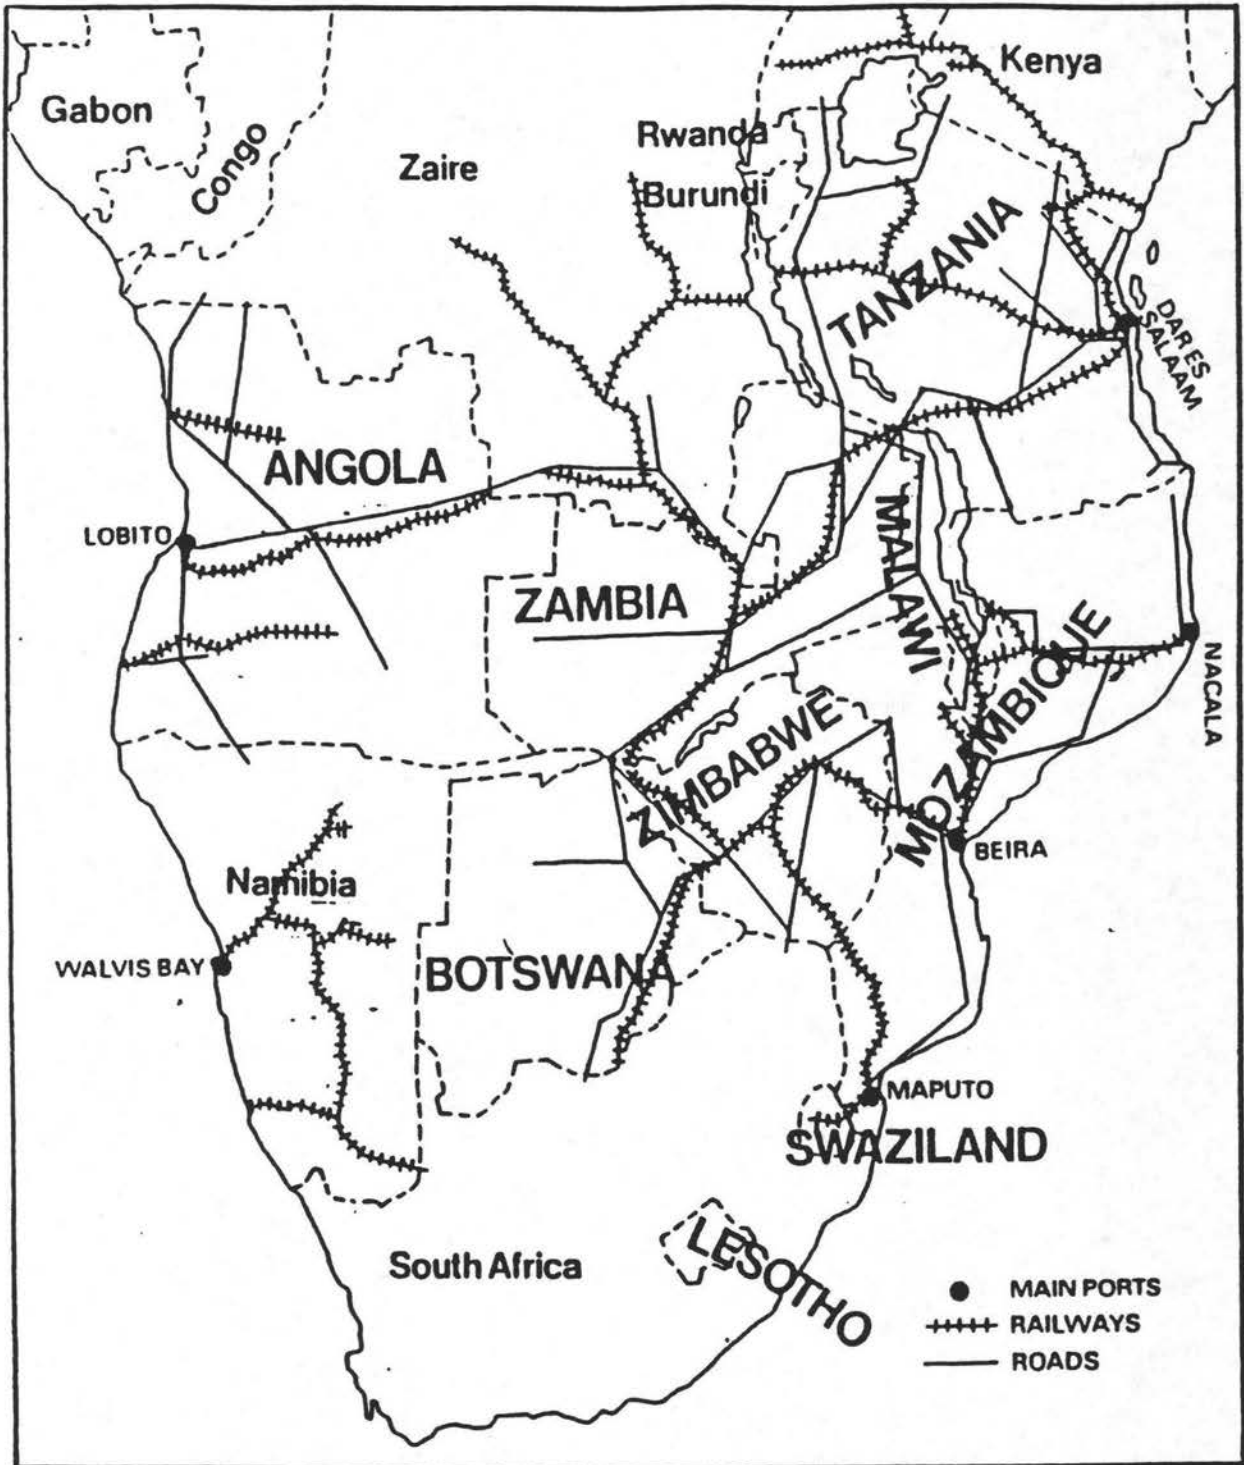 Gabon
Congo
Zaire
Rwanda
Burundi
Kenya
TANZANIA
DAR ES
SALAAM
ANGOLA
LOBITO
ZAMBIA
MALAWI
MOZAMBIQUE
NACALA
ZIMBABWE
BEIRA
Namibia
WALVIS BAY
BOTSWANA
MAPUTO
SWAZILAND
South Africa
LESOTHO
MAIN PORTS
RAILWAYS
ROADS